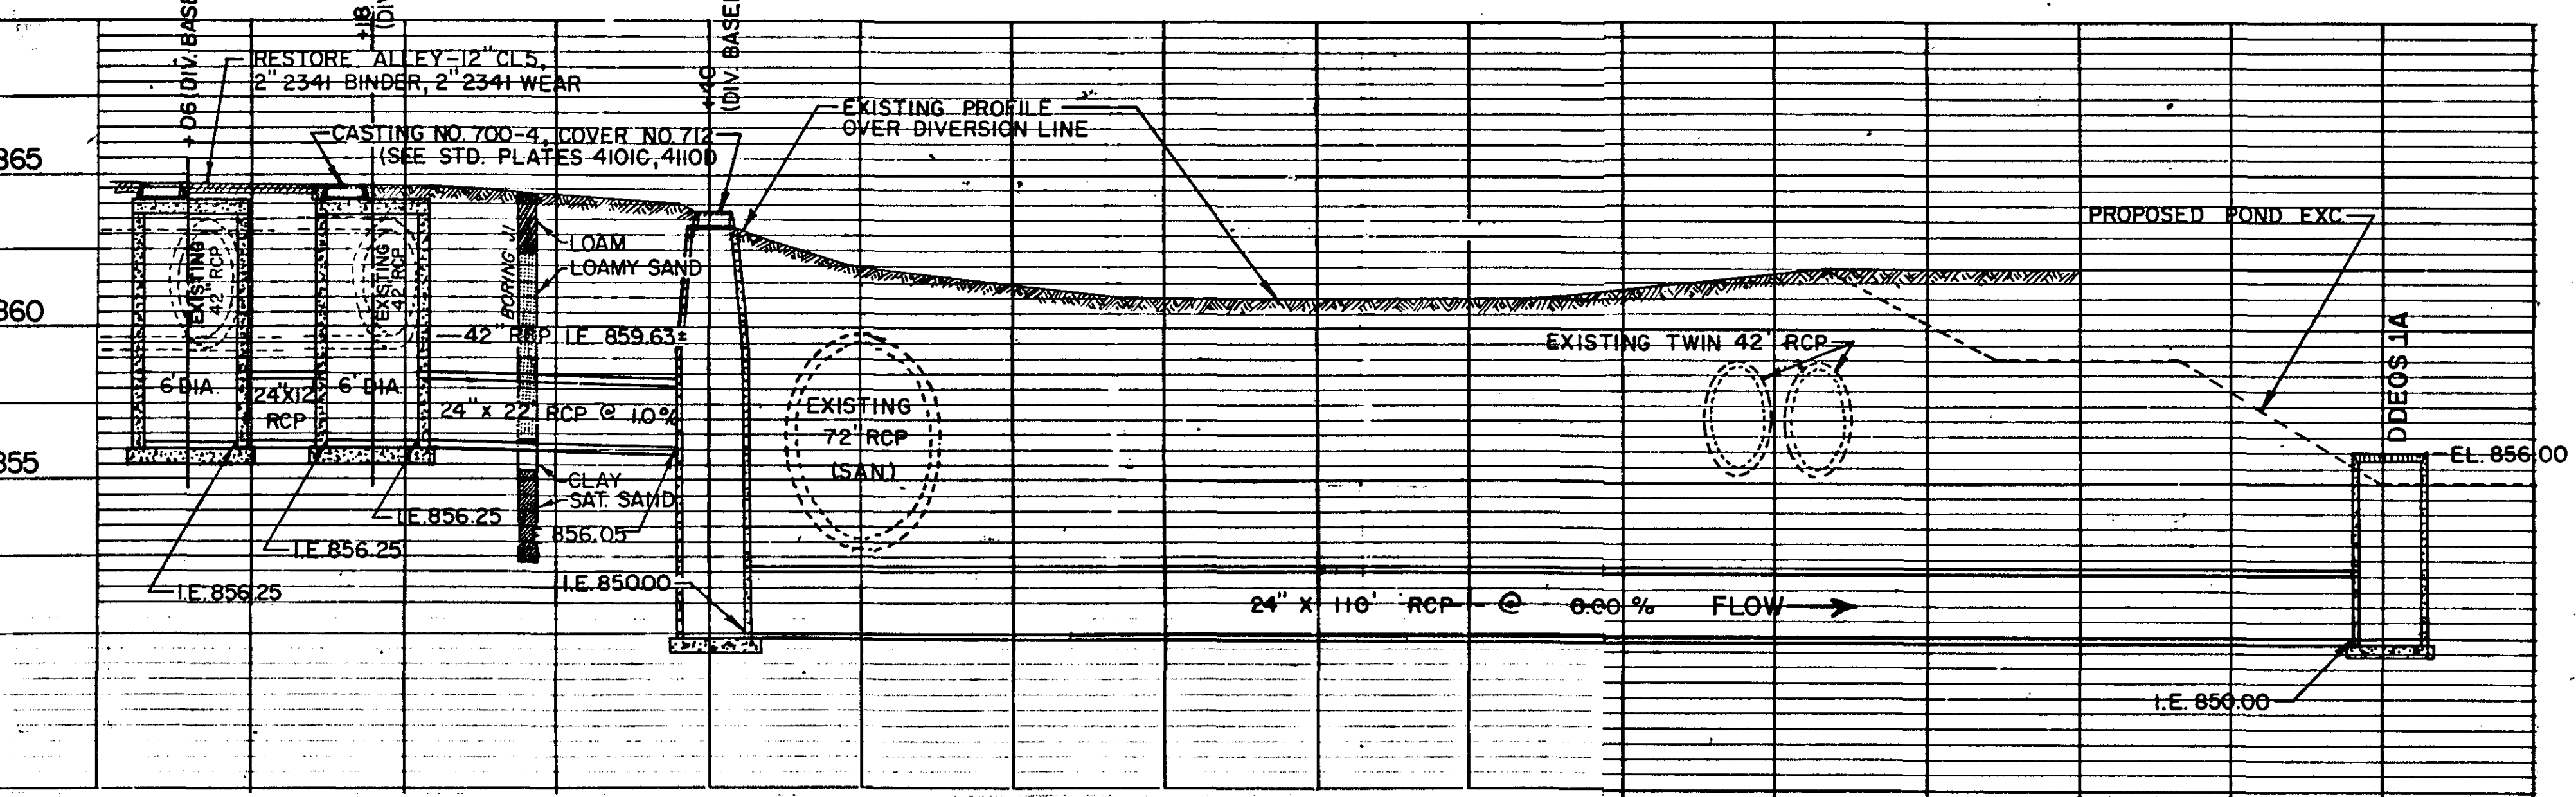 +06 (DIV. BASE
+18
(DIV
+40
(DIV. BASE
RESTORE ALLEY-12" CL5,
2" 2341 BINDER, 2" 2341 WEAR
CASTING NO. 700-4, COVER NO. 712
(SEE STD. PLATES 4101C, 4110D
EXISTING PROFILE
OVER DIVERSION LINE
865
860
855
PROPOSED POND EXC.
EXISTING
42" RCP
EXISTING
42" RCP
BORING J1
LOAM
LOAMY SAND
42" RCP I.E. 859.63±
6' DIA.
24"X12'
RCP
6' DIA.
24" x 22' RCP @ 1.0%
EXISTING
72" RCP
(SAN)
EXISTING TWIN 42" RCP
DDEOS 1A
EL. 856.00
CLAY
SAT. SAND
I.E. 856.25
856.05
I.E. 856.25
I.E. 856.25
I.E. 850.00
24" X 110' RCP @ 0.00 % FLOW
I.E. 850.00